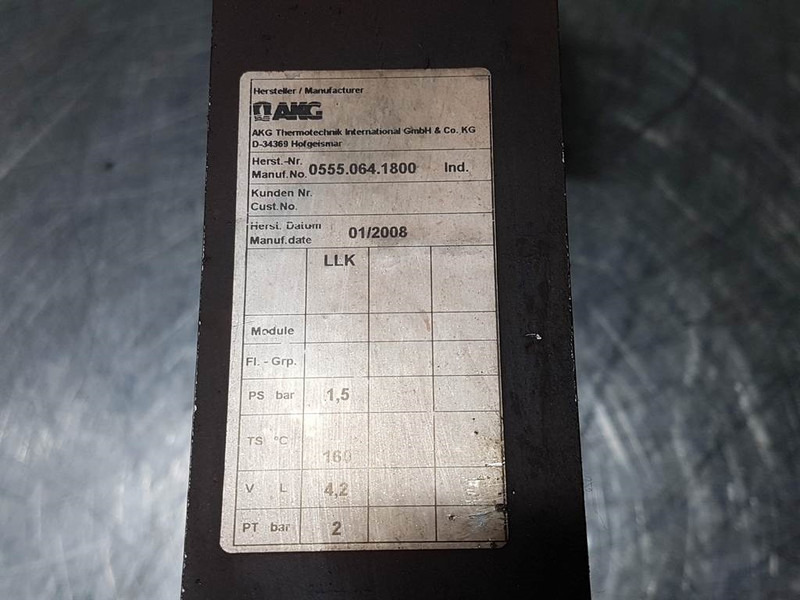 Hersteller / Manufacturer
AKG
AKG Thermotechnik International GmbH & Co. KG
D-34369 Hofgeismar
Herst.-Nr.
Manuf.No. 0555.064.1800 Ind.
Kunden Nr.
Cust.No.
Herst. Datum
Manuf.date 01/2008
LLK
Module
Fl. - Grp.
PS bar 1,5
TS °C 160
V L 4,2
PT bar 2